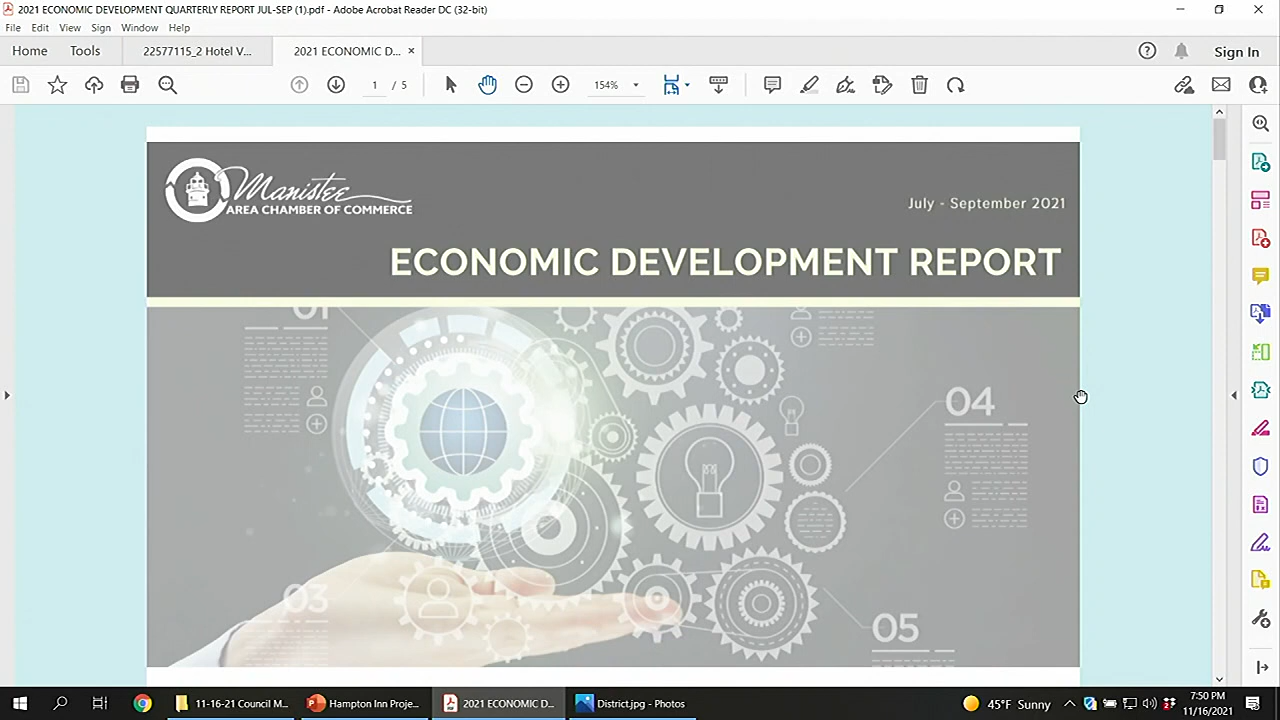 2021 ECONOMIC DEVELOPMENT QUARTERLY REPORT JUL-SEP (1).pdf - Adobe Acrobat Reader DC (32-bit)
File Edit View Sign Window Help
Home Tools 22577115_2 Hotel V... 2021 ECONOMIC D... × Sign In
1 / 5 154%
Manistee
AREA CHAMBER OF COMMERCE
July - September 2021
ECONOMIC DEVELOPMENT REPORT
01
04
03
05
11-16-21 Council M... Hampton Inn Proje... 2021 ECONOMIC D... District.jpg - Photos 45°F Sunny 7:50 PM
11/16/2021